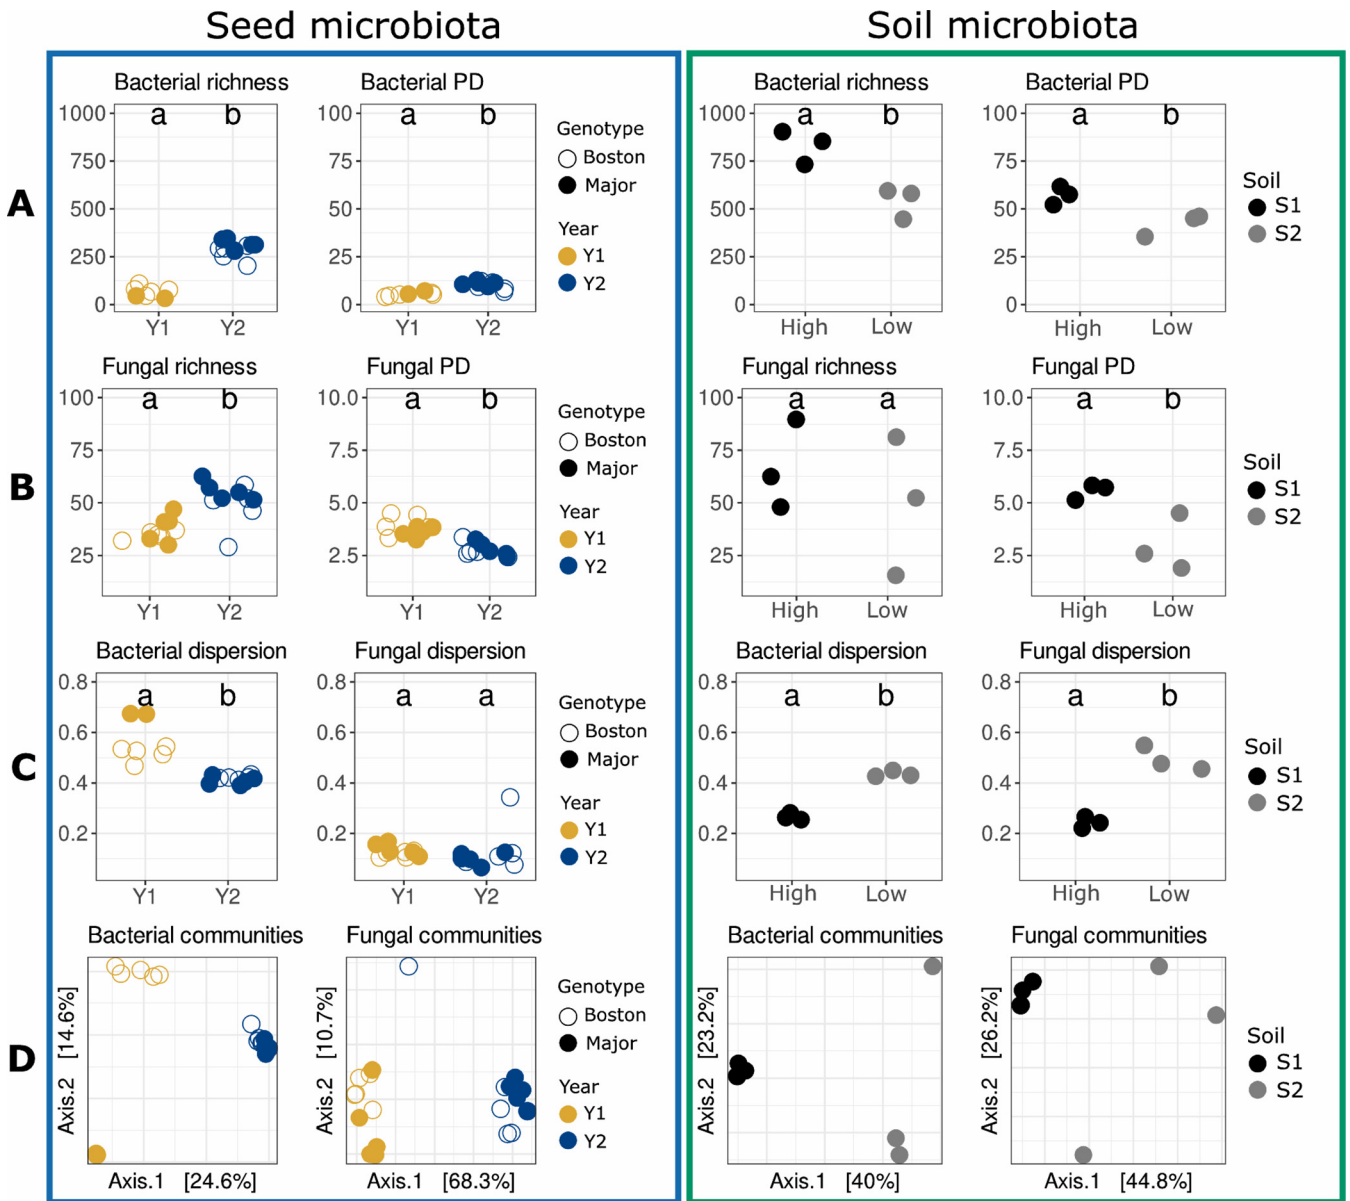 Seed microbiota
Soil microbiota
A
Bacterial richness
1000
750
500
250
0
a b
Y1 Y2
Bacterial PD
100
75
50
25
0
a b
Y1 Y2
Genotype
Boston
Major
Year
Y1
Y2
Bacterial richness
1000
750
500
250
0
a b
High Low
Bacterial PD
100
75
50
25
0
a b
High Low
Soil
S1
S2
B
Fungal richness
100
75
50
25
a b
Y1 Y2
Fungal PD
10.0
7.5
5.0
2.5
a b
Y1 Y2
Genotype
Boston
Major
Year
Y1
Y2
Fungal richness
100
75
50
25
a a
High Low
Fungal PD
10.0
7.5
5.0
2.5
a b
High Low
Soil
S1
S2
C
Bacterial dispersion
0.8
0.6
0.4
0.2
a b
Y1 Y2
Fungal dispersion
0.8
0.6
0.4
0.2
a a
Y1 Y2
Genotype
Boston
Major
Year
Y1
Y2
Bacterial dispersion
0.8
0.6
0.4
0.2
a b
High Low
Fungal dispersion
0.8
0.6
0.4
0.2
a b
High Low
Soil
S1
S2
D
Bacterial communities
Axis.2 [14.6%]
Axis.1 [24.6%]
Fungal communities
Axis.2 [10.7%]
Axis.1 [68.3%]
Genotype
Boston
Major
Year
Y1
Y2
Bacterial communities
Axis.2 [23.2%]
Axis.1 [40%]
Fungal communities
Axis.2 [26.2%]
Axis.1 [44.8%]
Soil
S1
S2